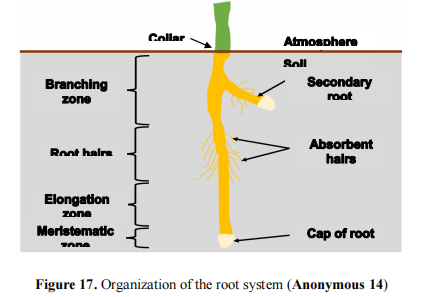 Collar
Atmosphere
Soil
Branching
zone
Secondary
root
Root hairs
Absorbent
hairs
Elongation
zone
Meristematic
zone
Cap of root
Figure 17. Organization of the root system (Anonymous 14)